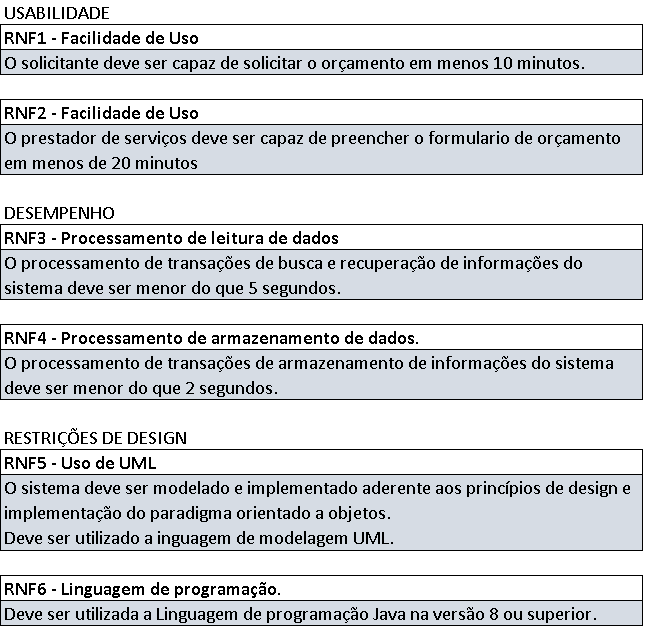 USABILIDADE
RNF1 - Facilidade de Uso
O solicitante deve ser capaz de solicitar o orçamento em menos 10 minutos.
RNF2 - Facilidade de Uso
O prestador de serviços deve ser capaz de preencher o formulario de orçamento
em menos de 20 minutos
DESEMPENHO
RNF3 - Processamento de leitura de dados
O processamento de transações de busca e recuperação de informações do
sistema deve ser menor do que 5 segundos.
RNF4 - Processamento de armazenamento de dados.
O processamento de transações de armazenamento de informações do sistema
deve ser menor do que 2 segundos.
RESTRIÇÕES DE DESIGN
RNF5 - Uso de UML
O sistema deve ser modelado e implementado aderente aos princípios de design e
implementação do paradigma orientado a objetos.
Deve ser utilizado a inguagem de modelagem UML.
RNF6 - Linguagem de programação.
Deve ser utilizada a Linguagem de programação Java na versão 8 ou superior.